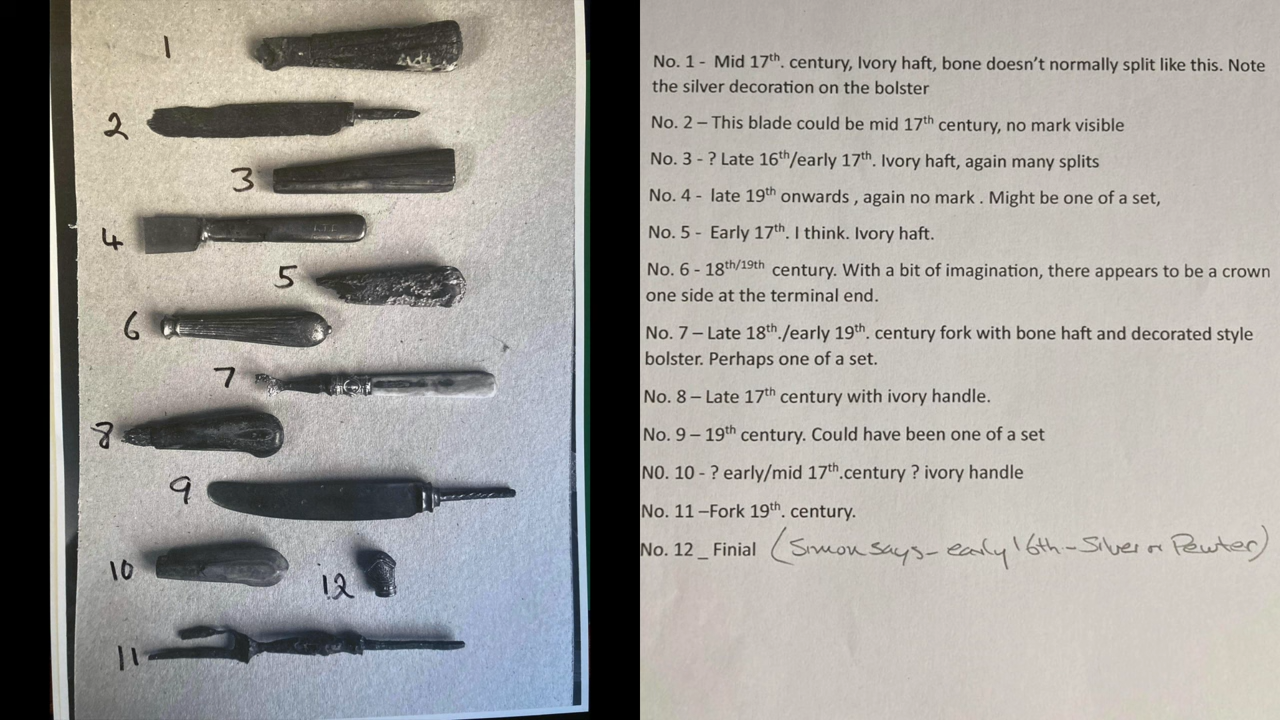 1
2
3
4
5
6
7
8
9
10
12
11
No. 1 - Mid 17th. century, Ivory haft, bone doesn't normally split like this. Note
the silver decoration on the bolster
No. 2 – This blade could be mid 17th century, no mark visible
No. 3 - ? Late 16th/early 17th. Ivory haft, again many splits
No. 4 - late 19th onwards , again no mark . Might be one of a set,
No. 5 - Early 17th. I think. Ivory haft.
No. 6 - 18th/19th century. With a bit of imagination, there appears to be a crown
one side at the terminal end.
No. 7 – Late 18th./early 19th. century fork with bone haft and decorated style
bolster. Perhaps one of a set.
No. 8 – Late 17th century with ivory handle.
No. 9 – 19th century. Could have been one of a set
N0. 10 - ? early/mid 17th.century ? ivory handle
No. 11 –Fork 19th. century.
No. 12 _ Finial (Simon says - early 16th - Silver or Pewter)